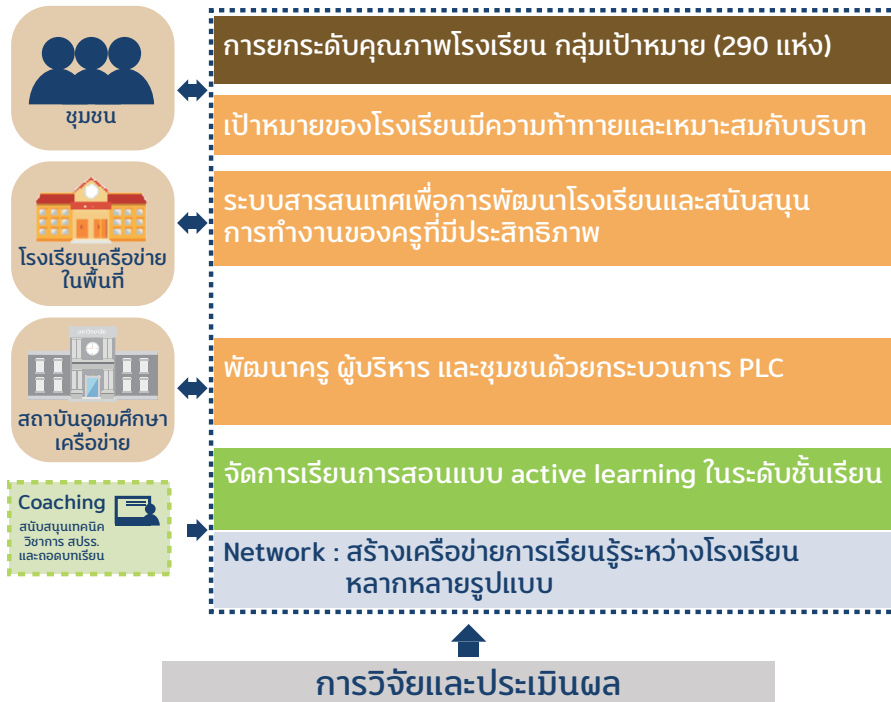 ชุมชน
โรงเรียนเครือข่าย
ในพื้นที่
สถาบันอุดมศึกษา
เครือข่าย
Coaching
สนับสนุนเทคนิค
วิชาการ สปรร.
และถอดบทเรียน
การยกระดับคุณภาพโรงเรียน กลุ่มเป้าหมาย (290 แห่ง)
เป้าหมายของโรงเรียนมีความท้าทายและเหมาะสมกับบริบท
ระบบสารสนเทศเพื่อการพัฒนาโรงเรียนและสนับสนุน
การทำงานของครูที่มีประสิทธิภาพ
พัฒนาครู ผู้บริหาร และชุมชนด้วยกระบวนการ PLC
จัดการเรียนการสอนแบบ active learning ในระดับชั้นเรียน
Network : สร้างเครือข่ายการเรียนรู้ระหว่างโรงเรียน
หลากหลายรูปแบบ
การวิจัยและประเมินผล